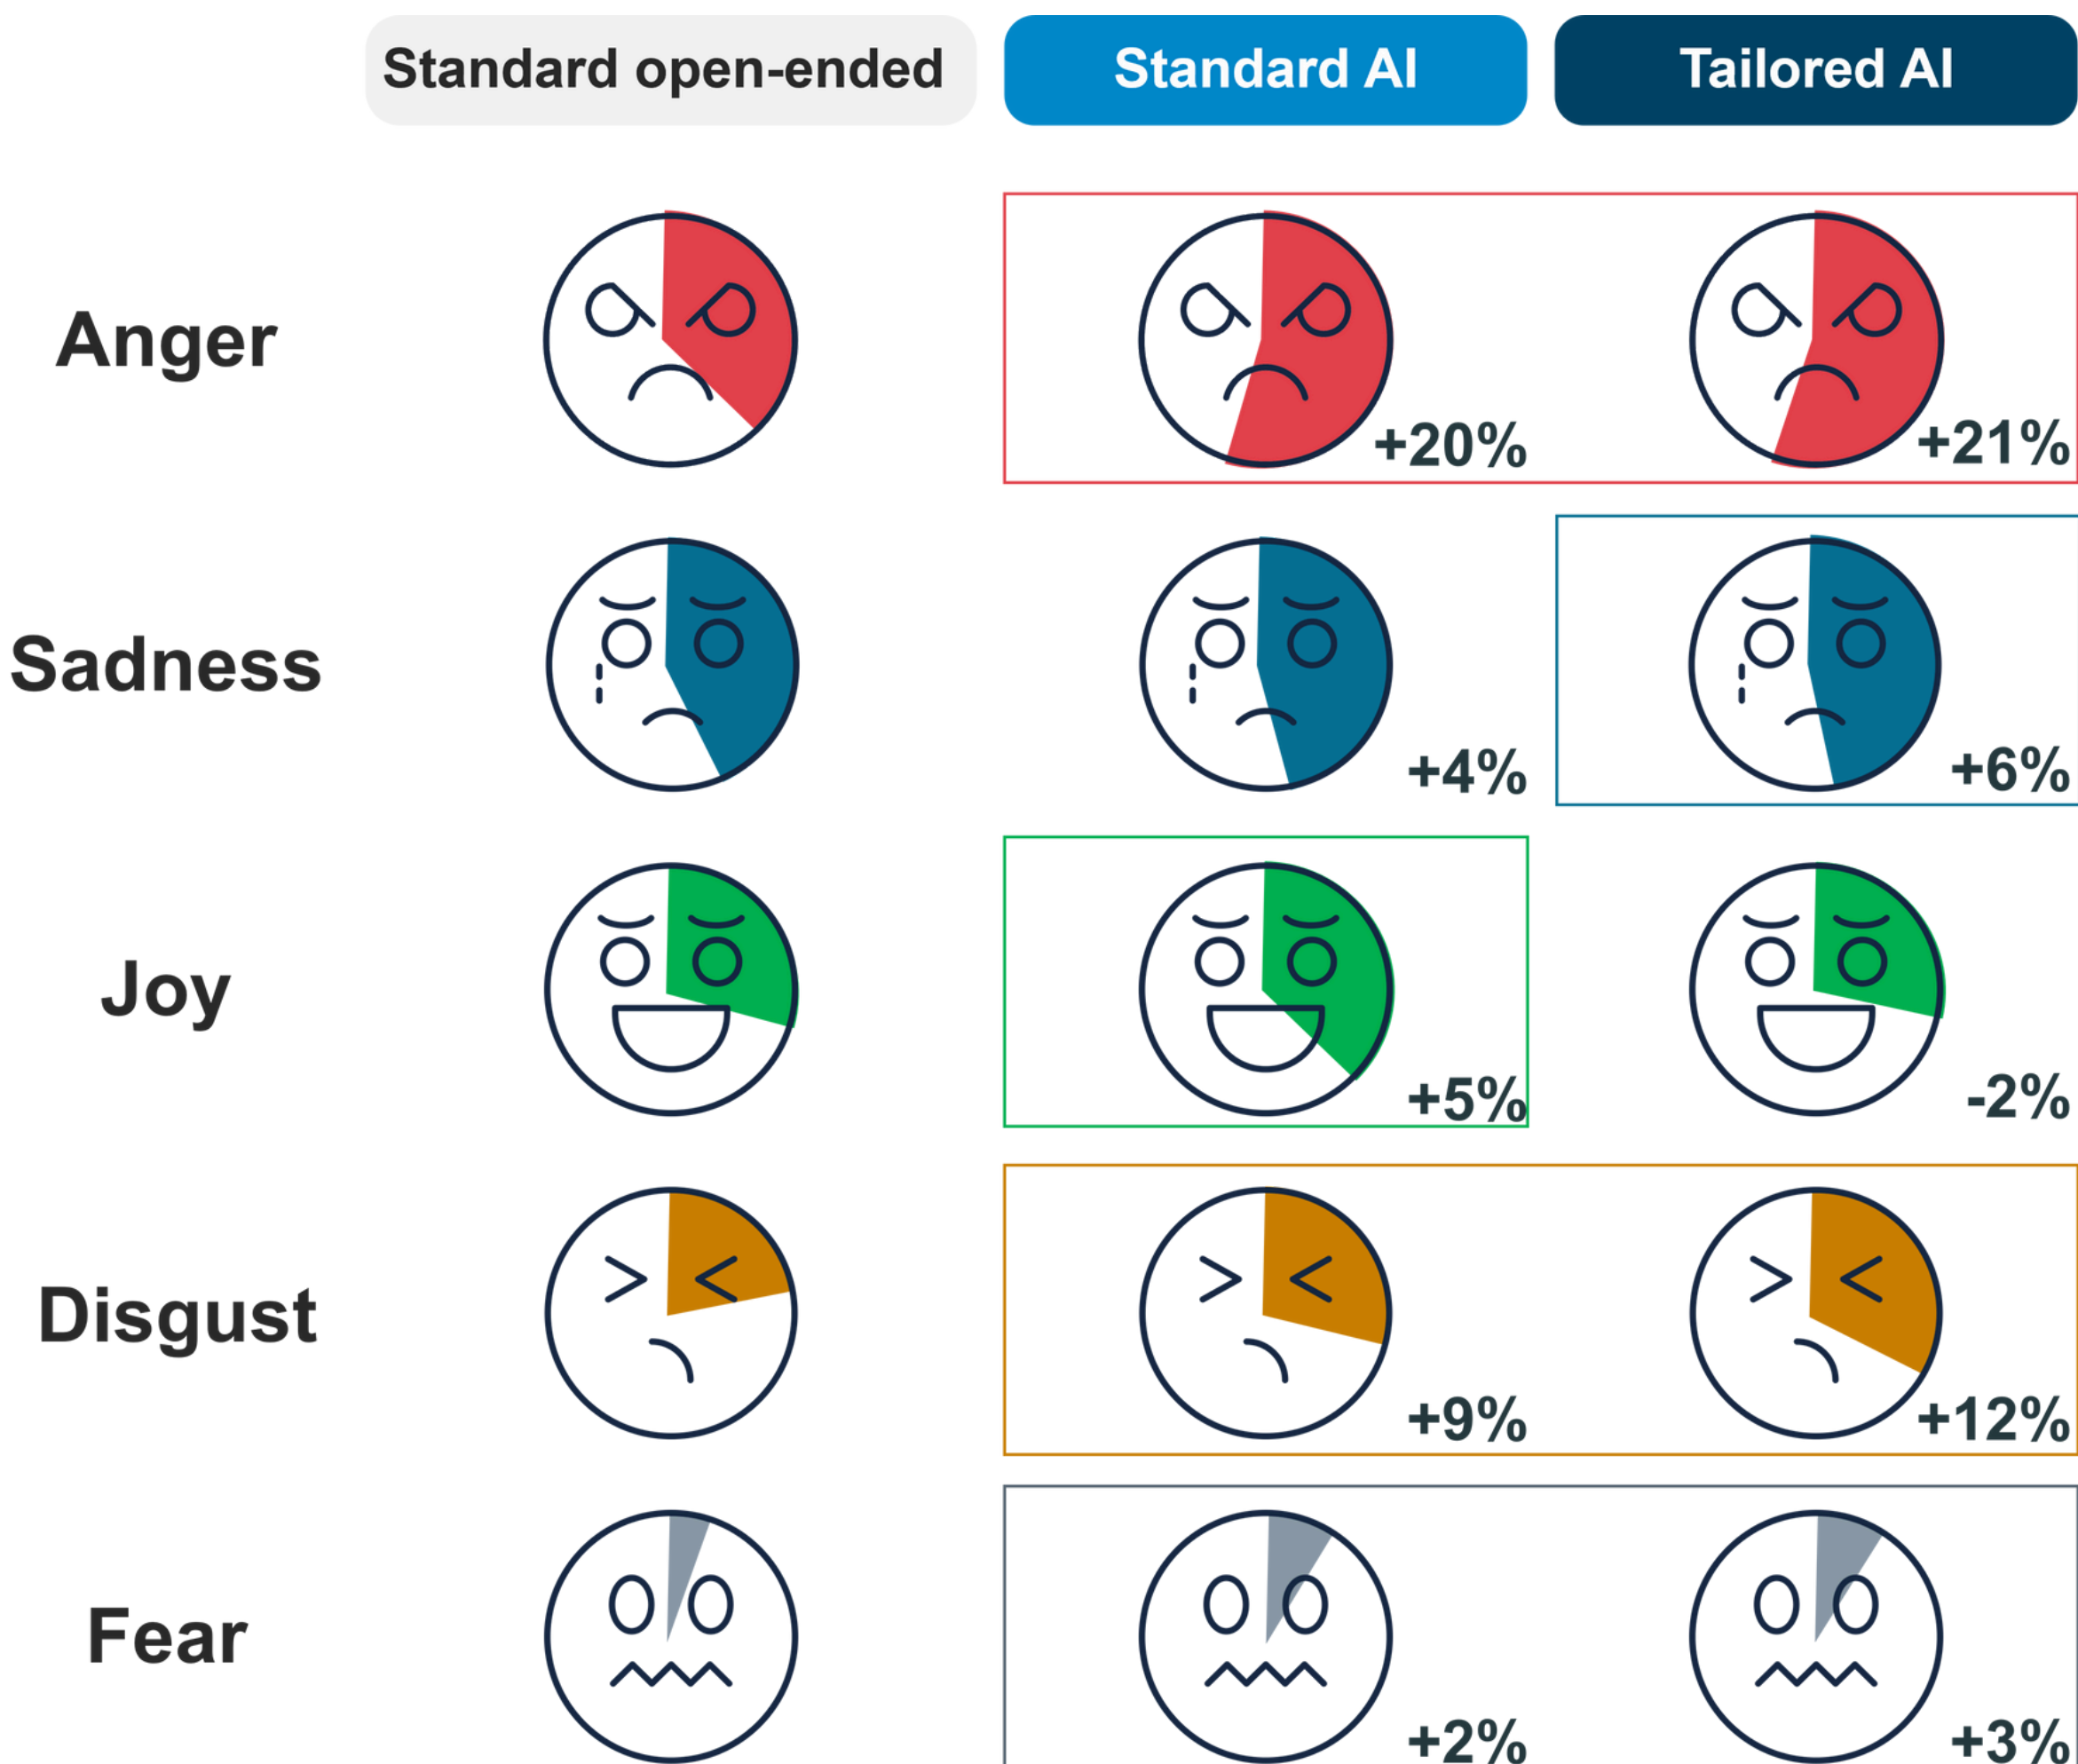 Standard open-ended
Standard AI
Tailored AI
Anger
+20%
+21%
Sadness
+4%
+6%
Joy
+5%
-2%
Disgust
+9%
+12%
Fear
+2%
+3%